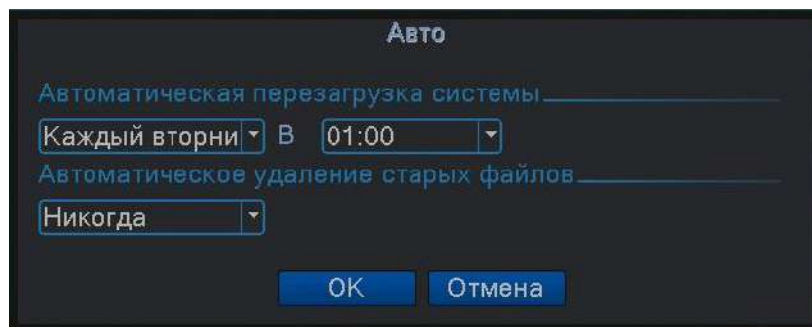 Авто
Автоматическая перезагрузка системы
Каждый вторни В 01:00
Автоматическое удаление старых файлов
Никогда
OK Отмена